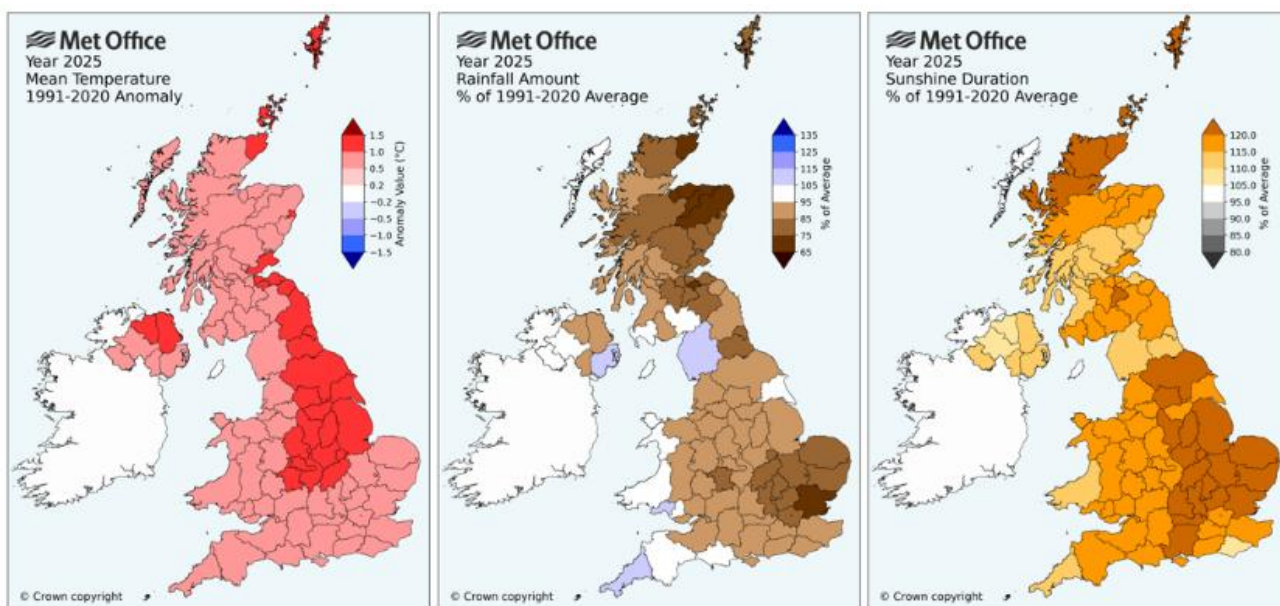 Met Office
Year 2025
Mean Temperature
1991-2020 Anomaly
1.5
1.0
0.2
−0.2
−1.0
−1.5
Anomaly Value (°C)
© Crown copyright
Met Office
Year 2025
Rainfall Amount
% of 1991-2020 Average
135
125
115
105
95
85
75
65
% of Average
© Crown copyright
Met Office
Year 2025
Sunshine Duration
% of 1991-2020 Average
120.0
115.0
110.0
105.0
95.0
90.0
85.0
80.0
% of Average
© Crown copyright